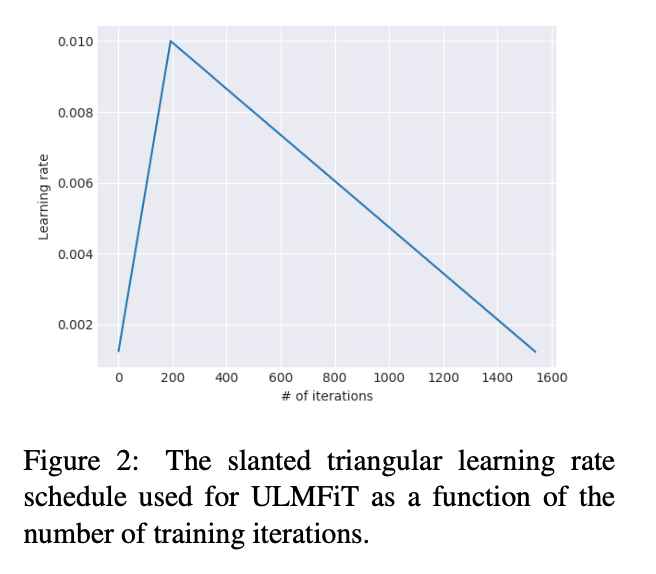 0.010
0.008
0.006
0.004
0.002
Learning rate
0 200 400 600 800 1000 1200 1400 1600
# of iterations
Figure 2: The slanted triangular learning rate
schedule used for ULMFiT as a function of the
number of training iterations.